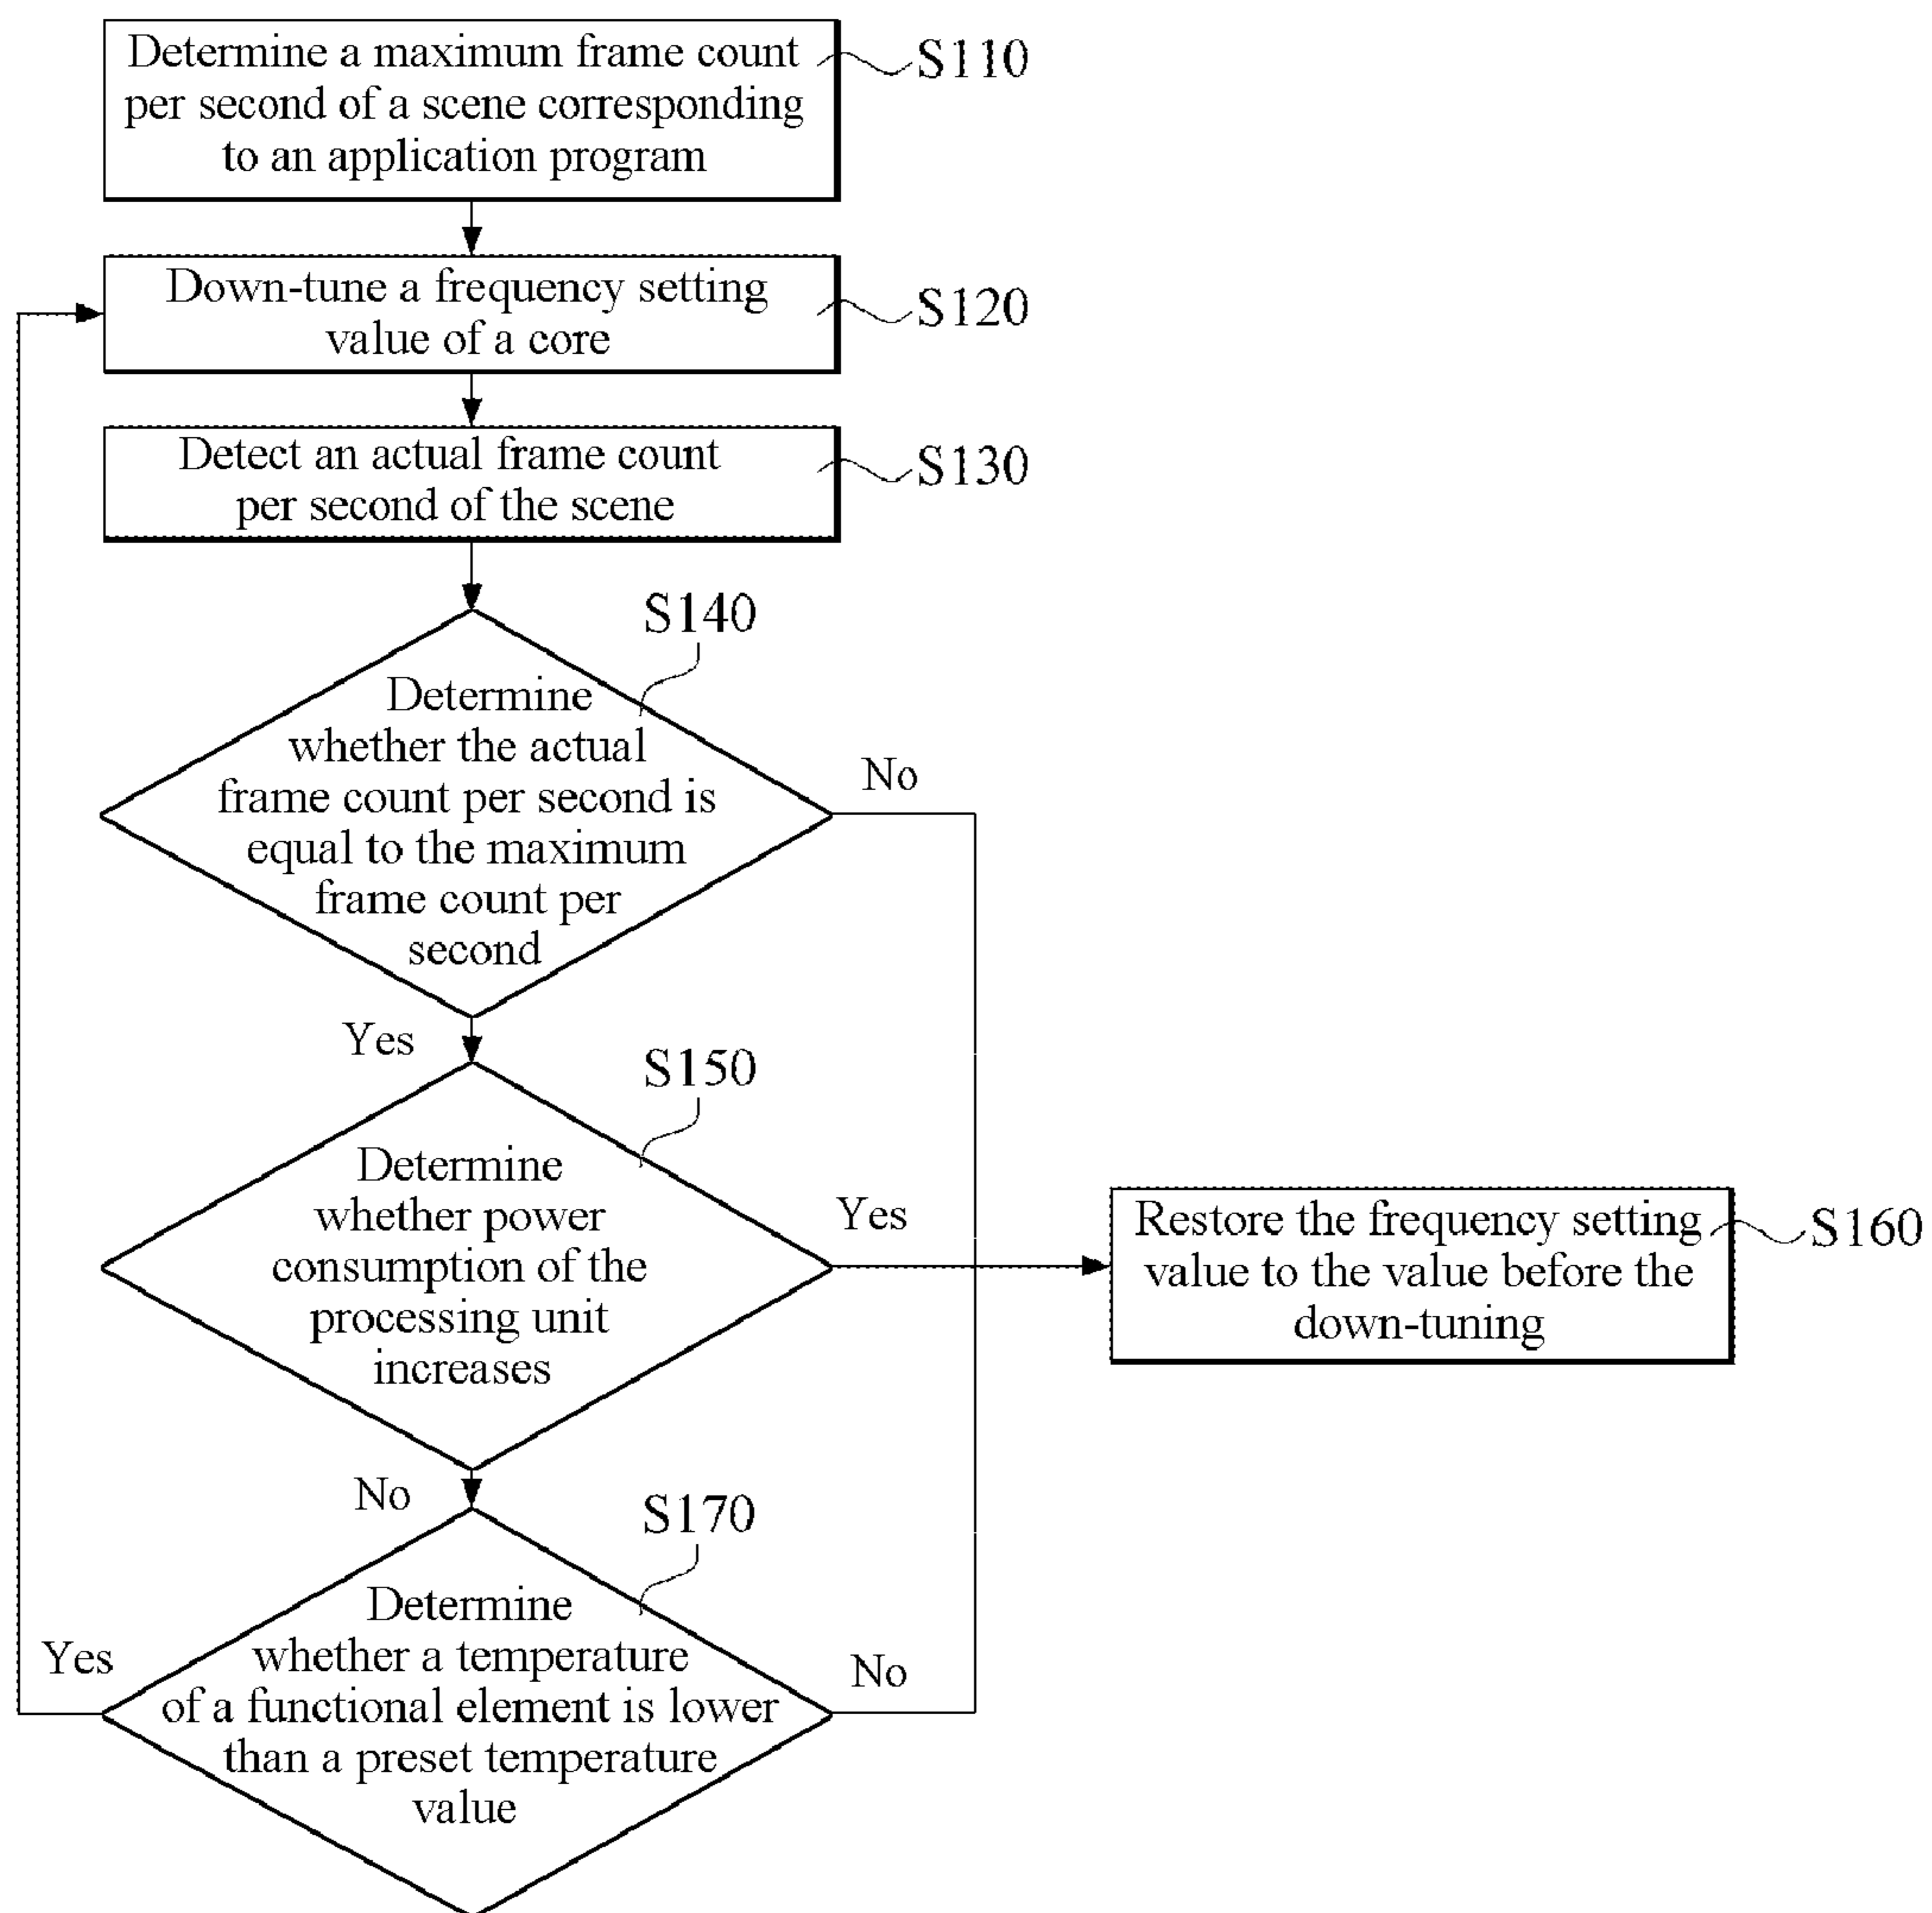 Determine a maximum frame count
per second of a scene corresponding
to an application program
S110
Down-tune a frequency setting
value of a core
S120
Detect an actual frame count
per second of the scene
S130
S140
Determine
whether the actual
frame count per second is
equal to the maximum
frame count per
second
No
Yes
S150
Determine
whether power
consumption of the
processing unit
increases
Yes
Restore the frequency setting
value to the value before the
down-tuning
S160
No
S170
Determine
whether a temperature
of a functional element is lower
than a preset temperature
value
Yes
No